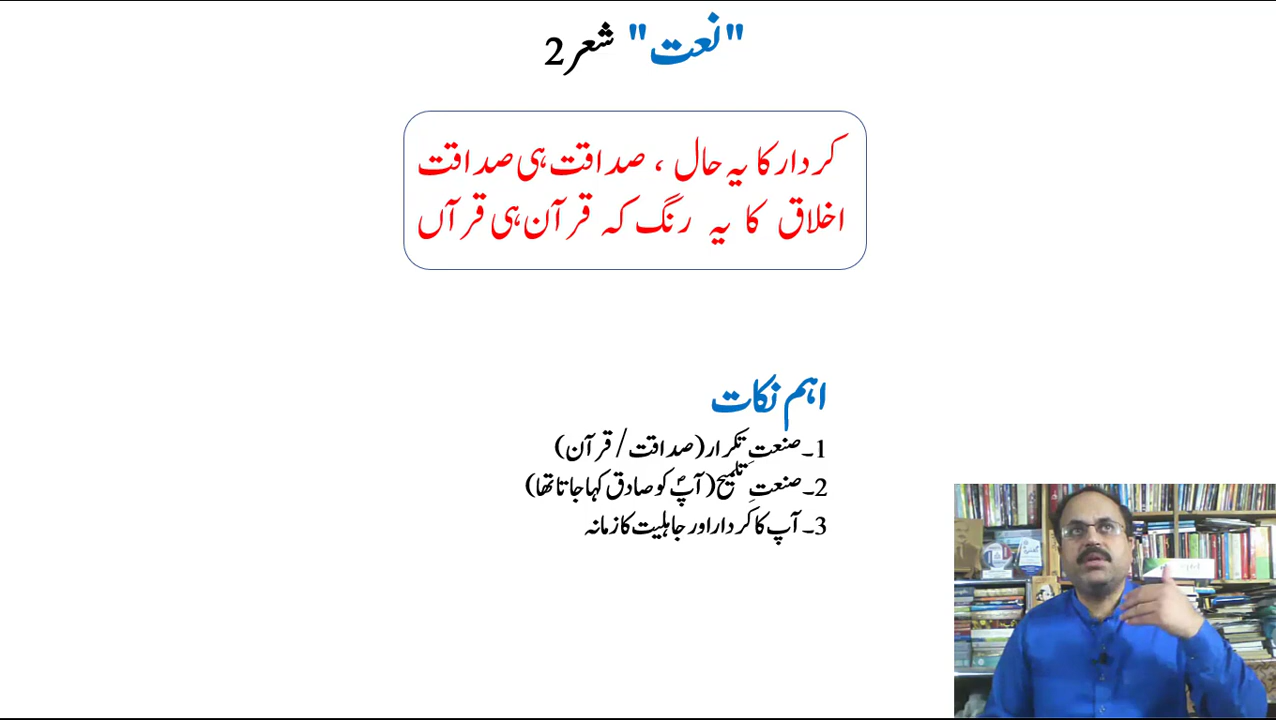 "نعت" شعر 2
کردار کا یہ حال ، صداقت ہی صداقت
اخلاق کا یہ رنگ کہ قرآن ہی قرآں
اہم نکات
1۔ صنعتِ تکرار (صداقت / قرآن)
2۔ صنعتِ تلمیح (آپؐ کو صادق کہا جاتا تھا)
3۔ آپ کا کردار اور جاہلیت کا زمانہ